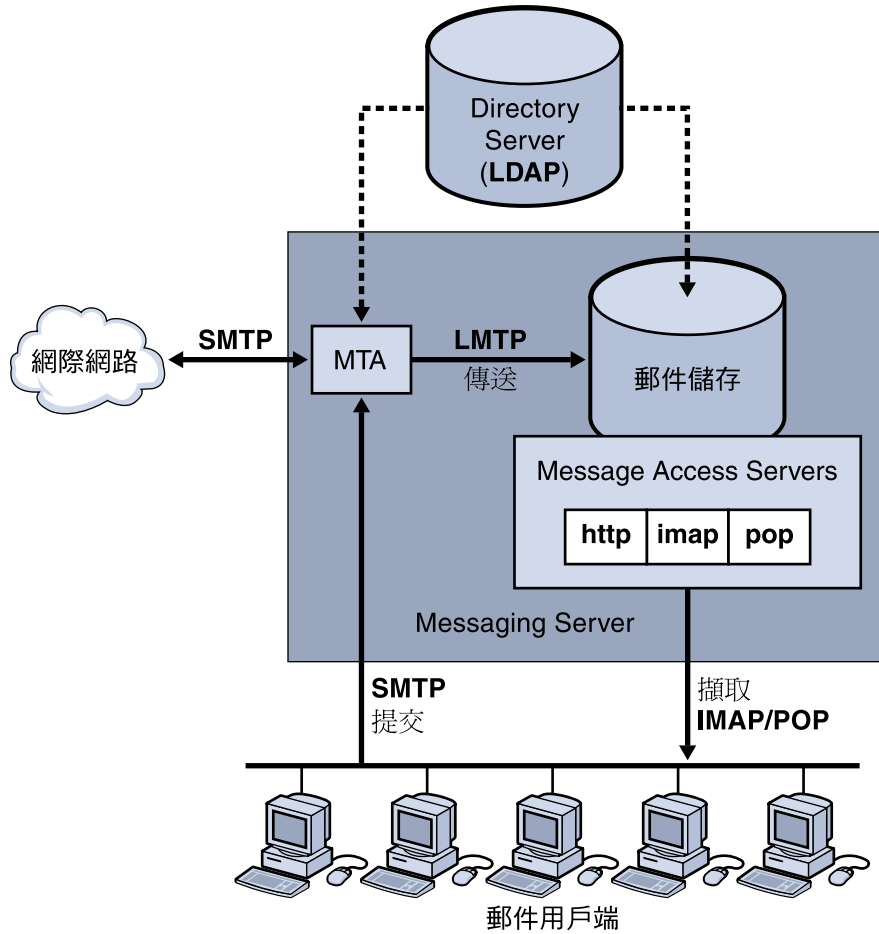 Directory
Server
(LDAP)
SMTP
網際網路
MTA
LMTP
傳送
郵件儲存
Message Access Servers
http imap pop
Messaging Server
SMTP
提交
擷取
IMAP/POP
郵件用戶端